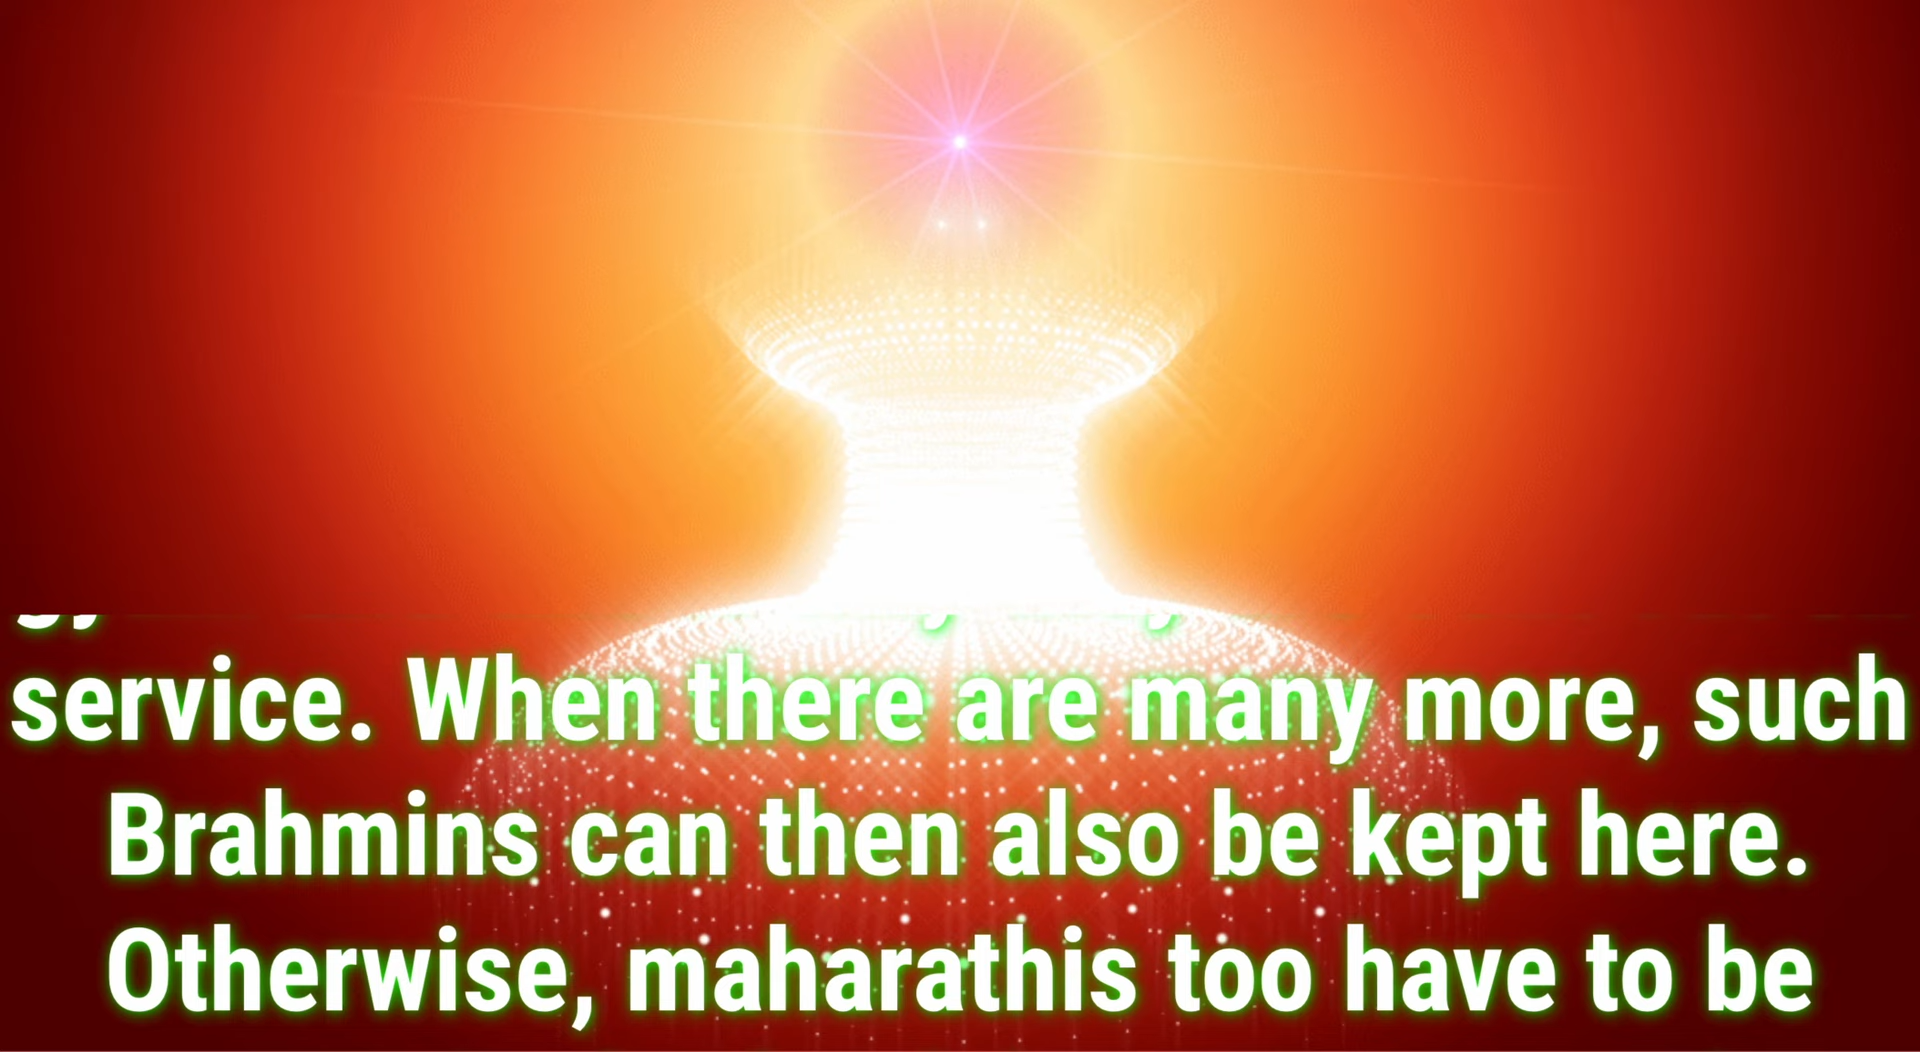 service. When there are many more, such
Brahmins can then also be kept here.
Otherwise, maharathis too have to be